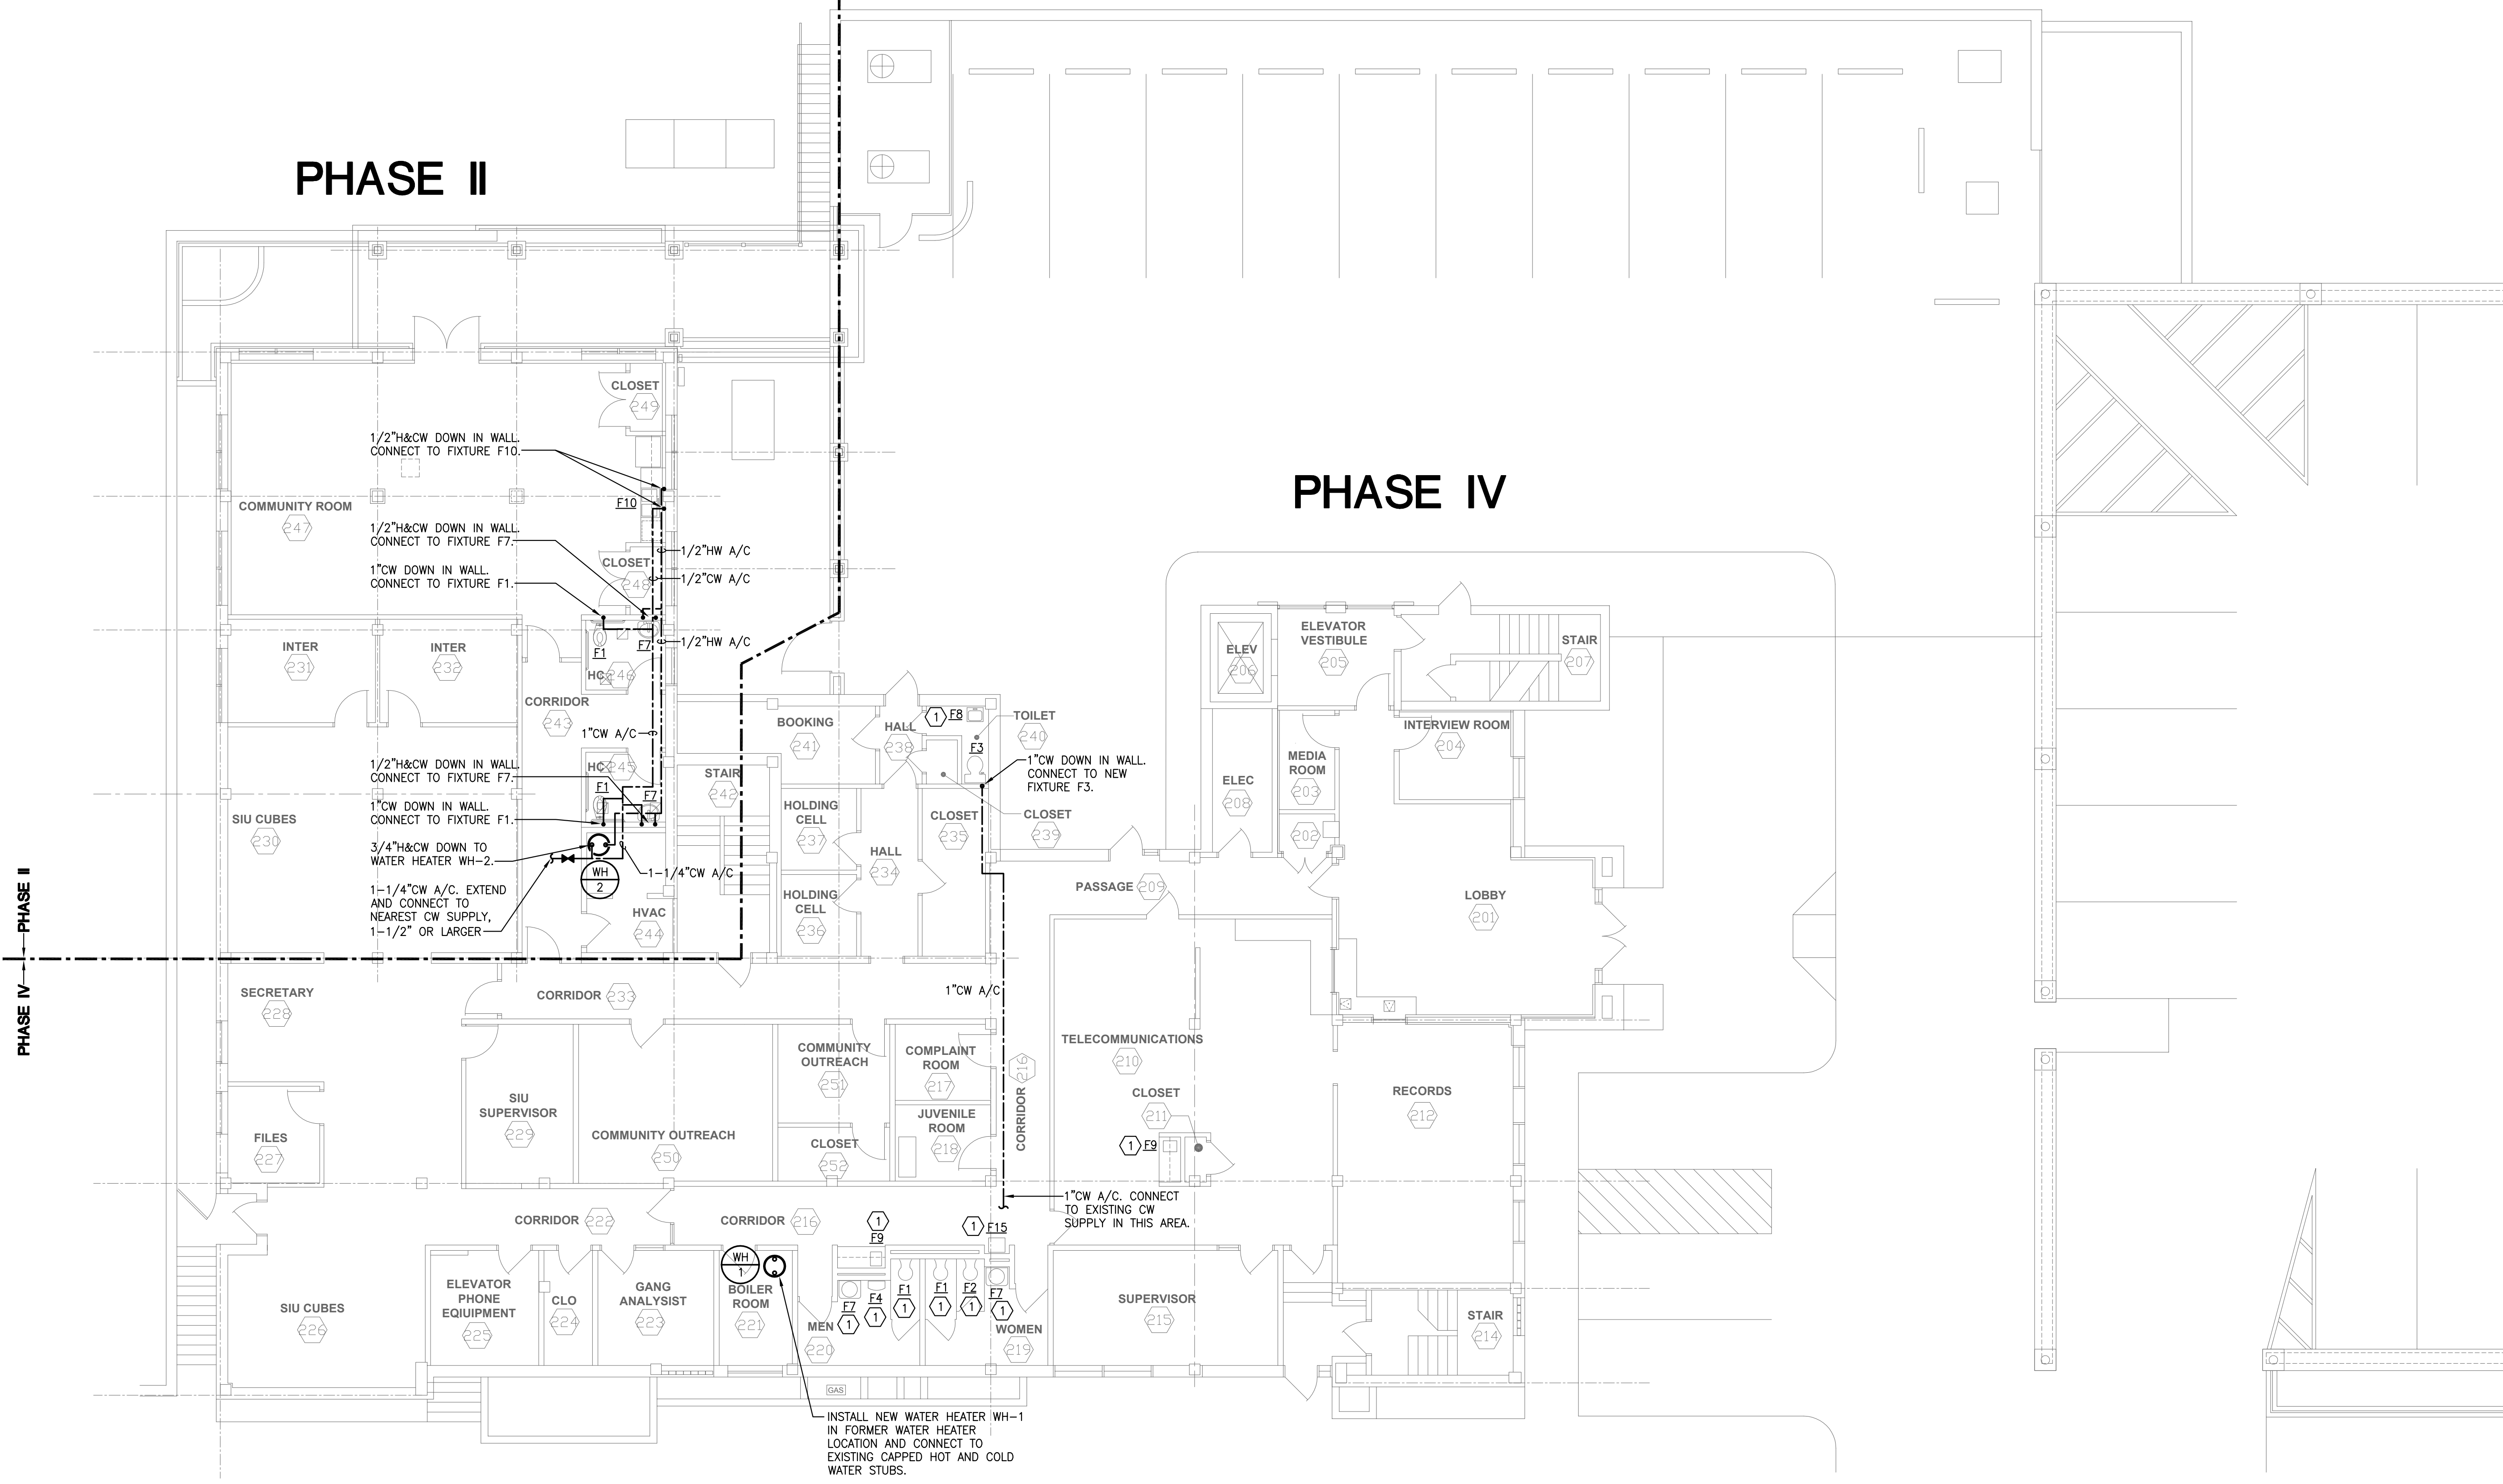 PHASE II
PHASE IV
CLOSET
249
1/2"H&CW DOWN IN WALL.
CONNECT TO FIXTURE F10.
F10
COMMUNITY ROOM
247
1/2"H&CW DOWN IN WALL.
CONNECT TO FIXTURE F7.
1/2"HW A/C
CLOSET
248
1/2"CW A/C
1"CW DOWN IN WALL.
CONNECT TO FIXTURE F1.
F1
F7
1/2"HW A/C
INTER
231
INTER
232
HC
246
CORRIDOR
243
1"CW A/C
1/2"H&CW DOWN IN WALL.
CONNECT TO FIXTURE F7.
HC
245
F1
F7
1"CW DOWN IN WALL.
CONNECT TO FIXTURE F1.
SIU CUBES
230
3/4"H&CW DOWN TO
WATER HEATER WH-2.
WH
2
1-1/4"CW A/C
1-1/4"CW A/C. EXTEND
AND CONNECT TO
NEAREST CW SUPPLY,
1-1/2" OR LARGER
HVAC
244
STAIR
242
BOOKING
241
HALL
238
1
F8
TOILET
240
F3
1"CW DOWN IN WALL.
CONNECT TO NEW
FIXTURE F3.
HOLDING
CELL
237
CLOSET
235
CLOSET
239
HALL
234
HOLDING
CELL
236
ELEV
206
ELEVATOR
VESTIBULE
205
STAIR
207
INTERVIEW ROOM
204
MEDIA
ROOM
203
ELEC
208
202
PASSAGE 209
LOBBY
201
PHASE II
PHASE IV
SECRETARY
228
CORRIDOR 233
1"CW A/C
COMMUNITY
OUTREACH
251
COMPLAINT
ROOM
217
CORRIDOR 216
TELECOMMUNICATIONS
210
SIU
SUPERVISOR
229
CLOSET
211
RECORDS
212
JUVENILE
ROOM
218
FILES
227
COMMUNITY OUTREACH
250
CLOSET
252
1
F9
1"CW A/C. CONNECT
TO EXISTING CW
SUPPLY IN THIS AREA.
CORRIDOR 222
CORRIDOR 216
1
F9
1
F15
WH
1
ELEVATOR
PHONE
EQIUIPMENT
225
CLO
224
GANG
ANALYSIST
223
BOILER
ROOM
221
MEN
220
F7
1
F4
1
F1
1
F1
1
F2
1
F7
1
WOMEN
219
SUPERVISOR
215
STAIR
214
SIU CUBES
226
GAS
INSTALL NEW WATER HEATER WH-1
IN FORMER WATER HEATER
LOCATION AND CONNECT TO
EXISTING CAPPED HOT AND COLD
WATER STUBS.